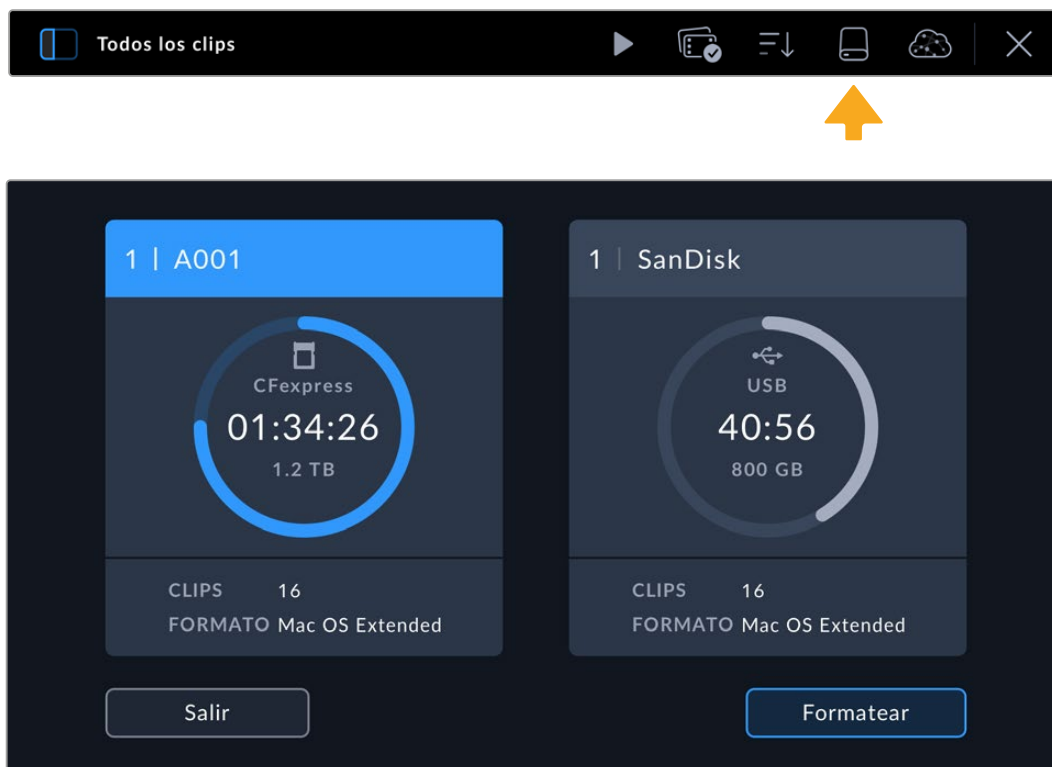 Todos los clips
1 | A001
CFexpress
01:34:26
1.2 TB
CLIPS 16
FORMATO Mac OS Extended
1 | SanDisk
USB
40:56
800 GB
CLIPS 16
FORMATO Mac OS Extended
Salir
Formatear